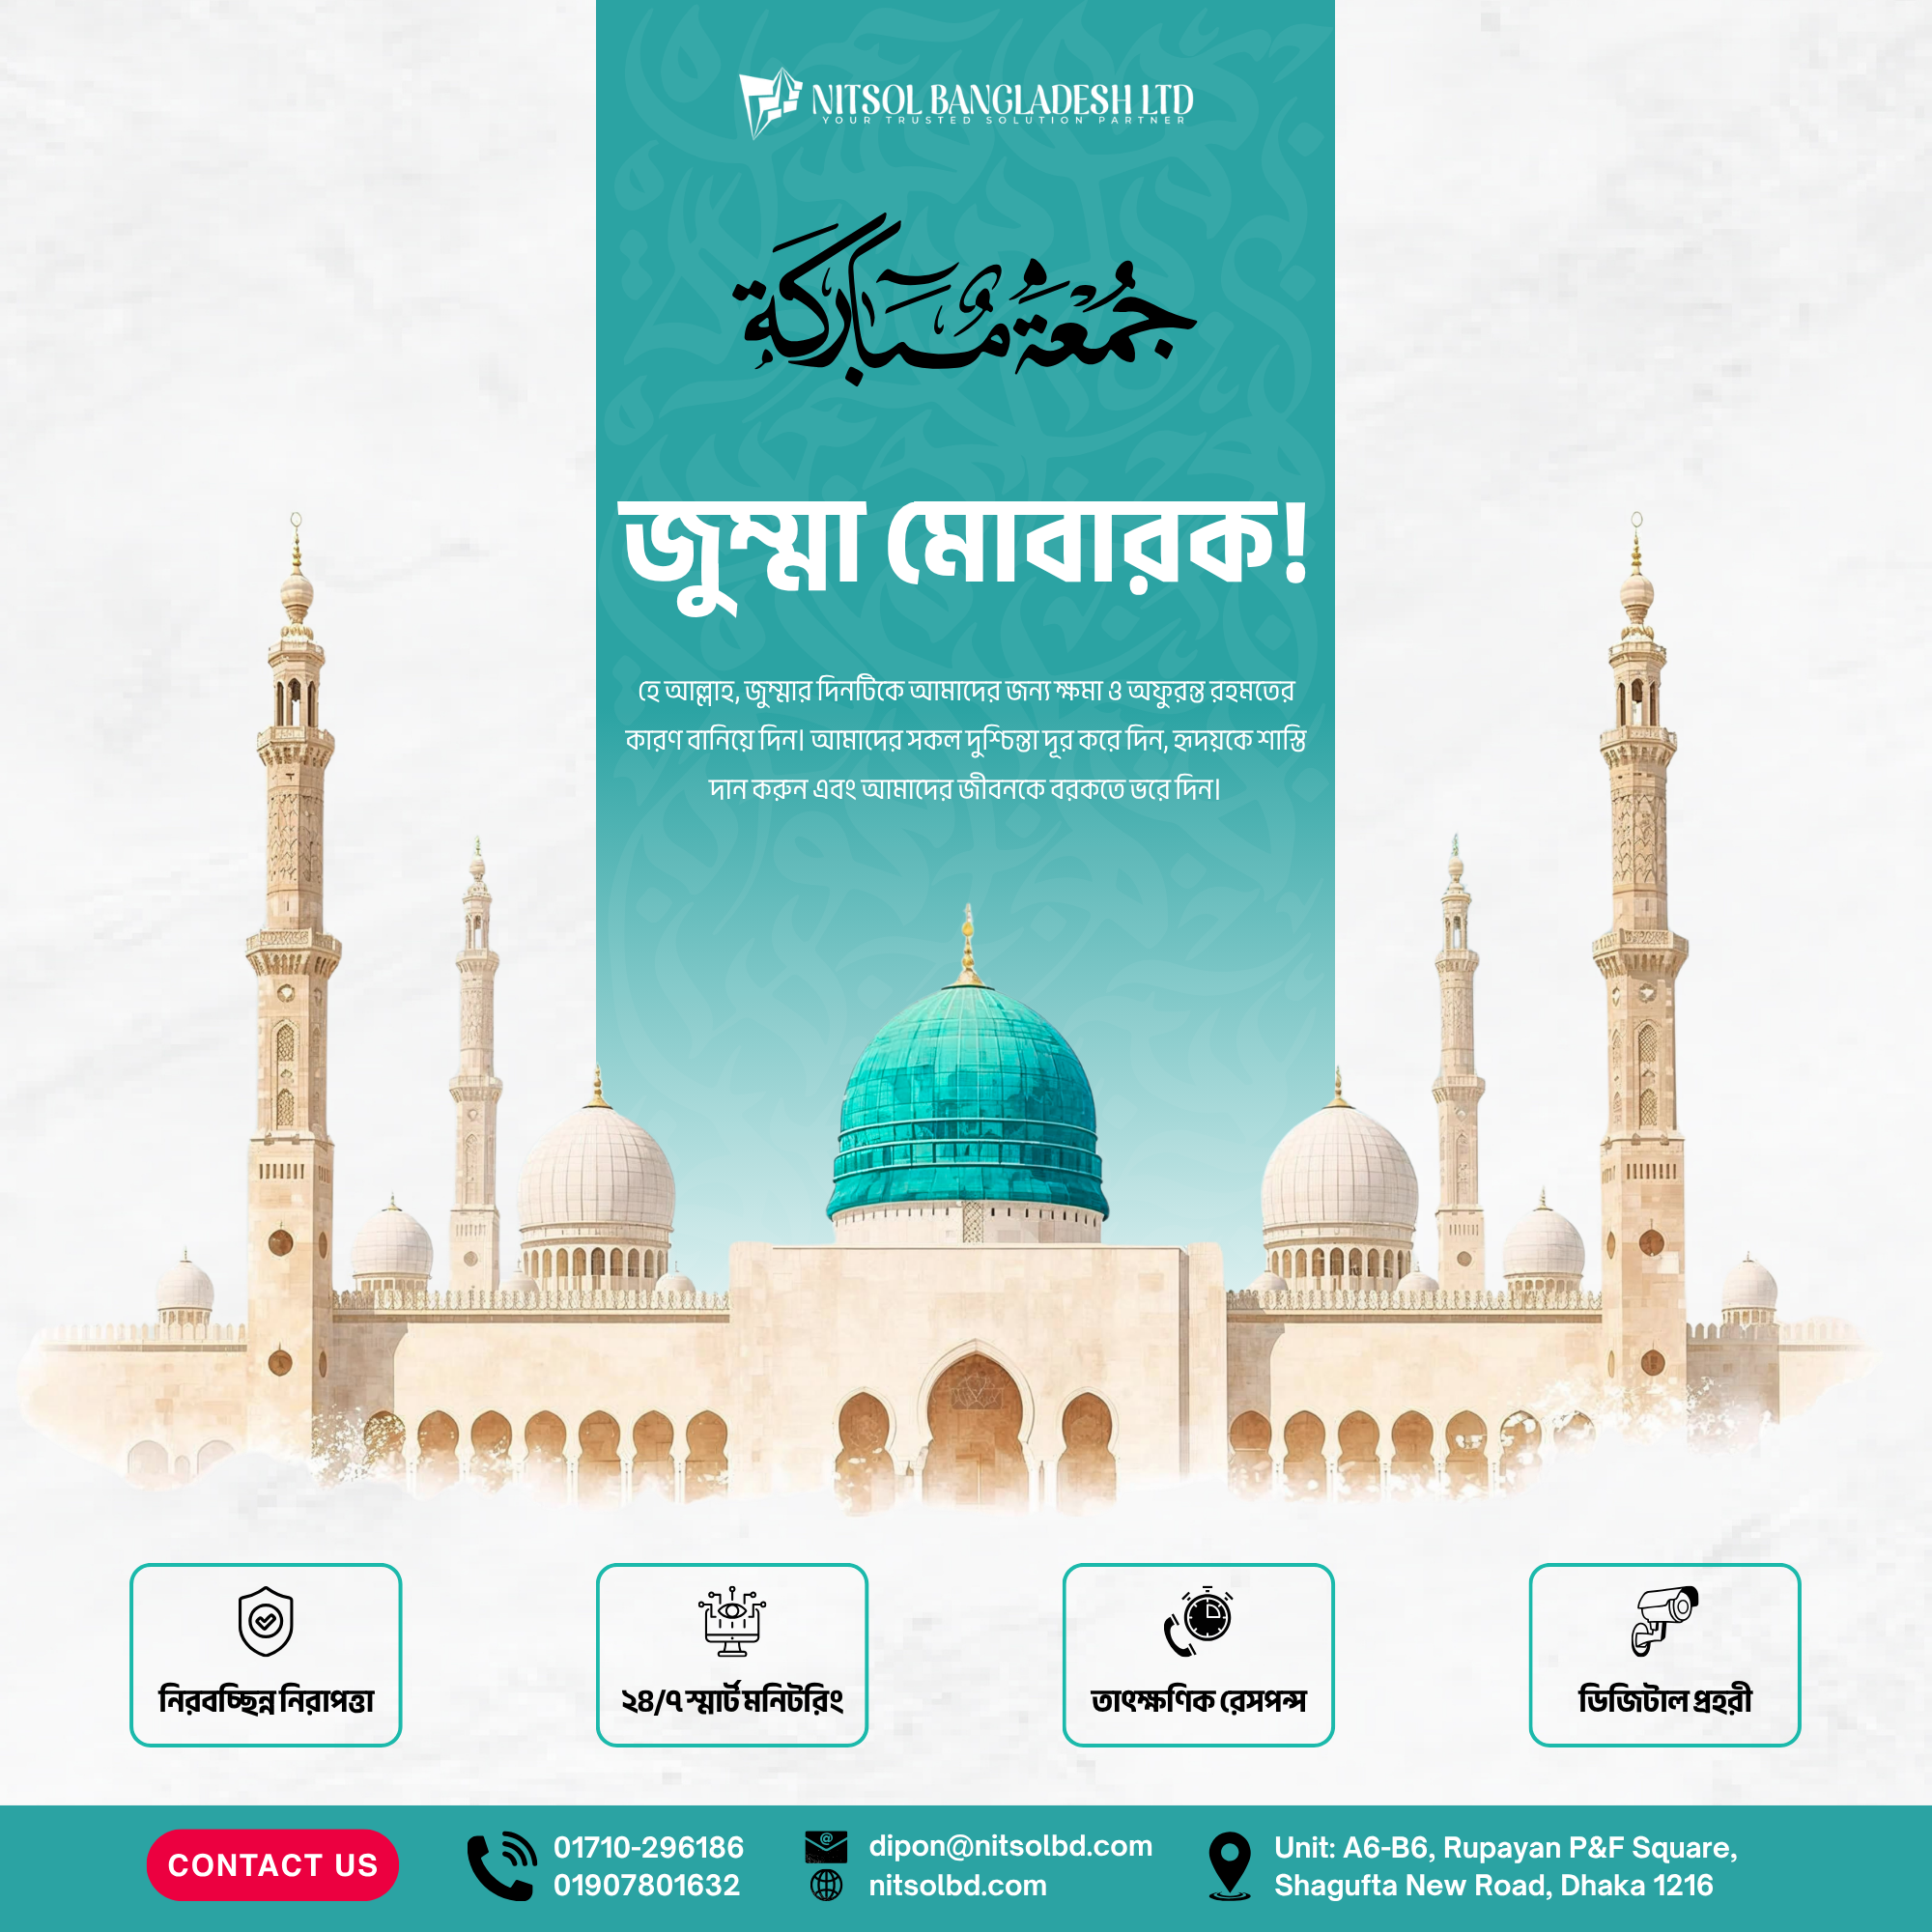 NITSOL BANGLADESH LTD
YOUR TRUSTED SOLUTION PARTNER
جُمُعَةٌ مُبَارَكَة
জুম্মা মোবারক!
হে আল্লাহ, জুম্মার দিনটিকে আমাদের জন্য ক্ষমা ও অফুরন্ত রহমতের
কারণ বানিয়ে দিন। আমাদের সকল দুশ্চিন্তা দূর করে দিন, হৃদয়কে শান্তি
দান করুন এবং আমাদের জীবনকে বরকতে ভরে দিন।
নিরবচ্ছিন্ন নিরাপত্তা
২৪/৭ স্মার্ট মনিটরিং
তাৎক্ষণিক রেসপন্স
ডিজিটাল প্রহরী
CONTACT US
01710-296186
01907801632
dipon@nitsolbd.com
nitsolbd.com
Unit: A6-B6, Rupayan P&F Square,
Shagufta New Road, Dhaka 1216